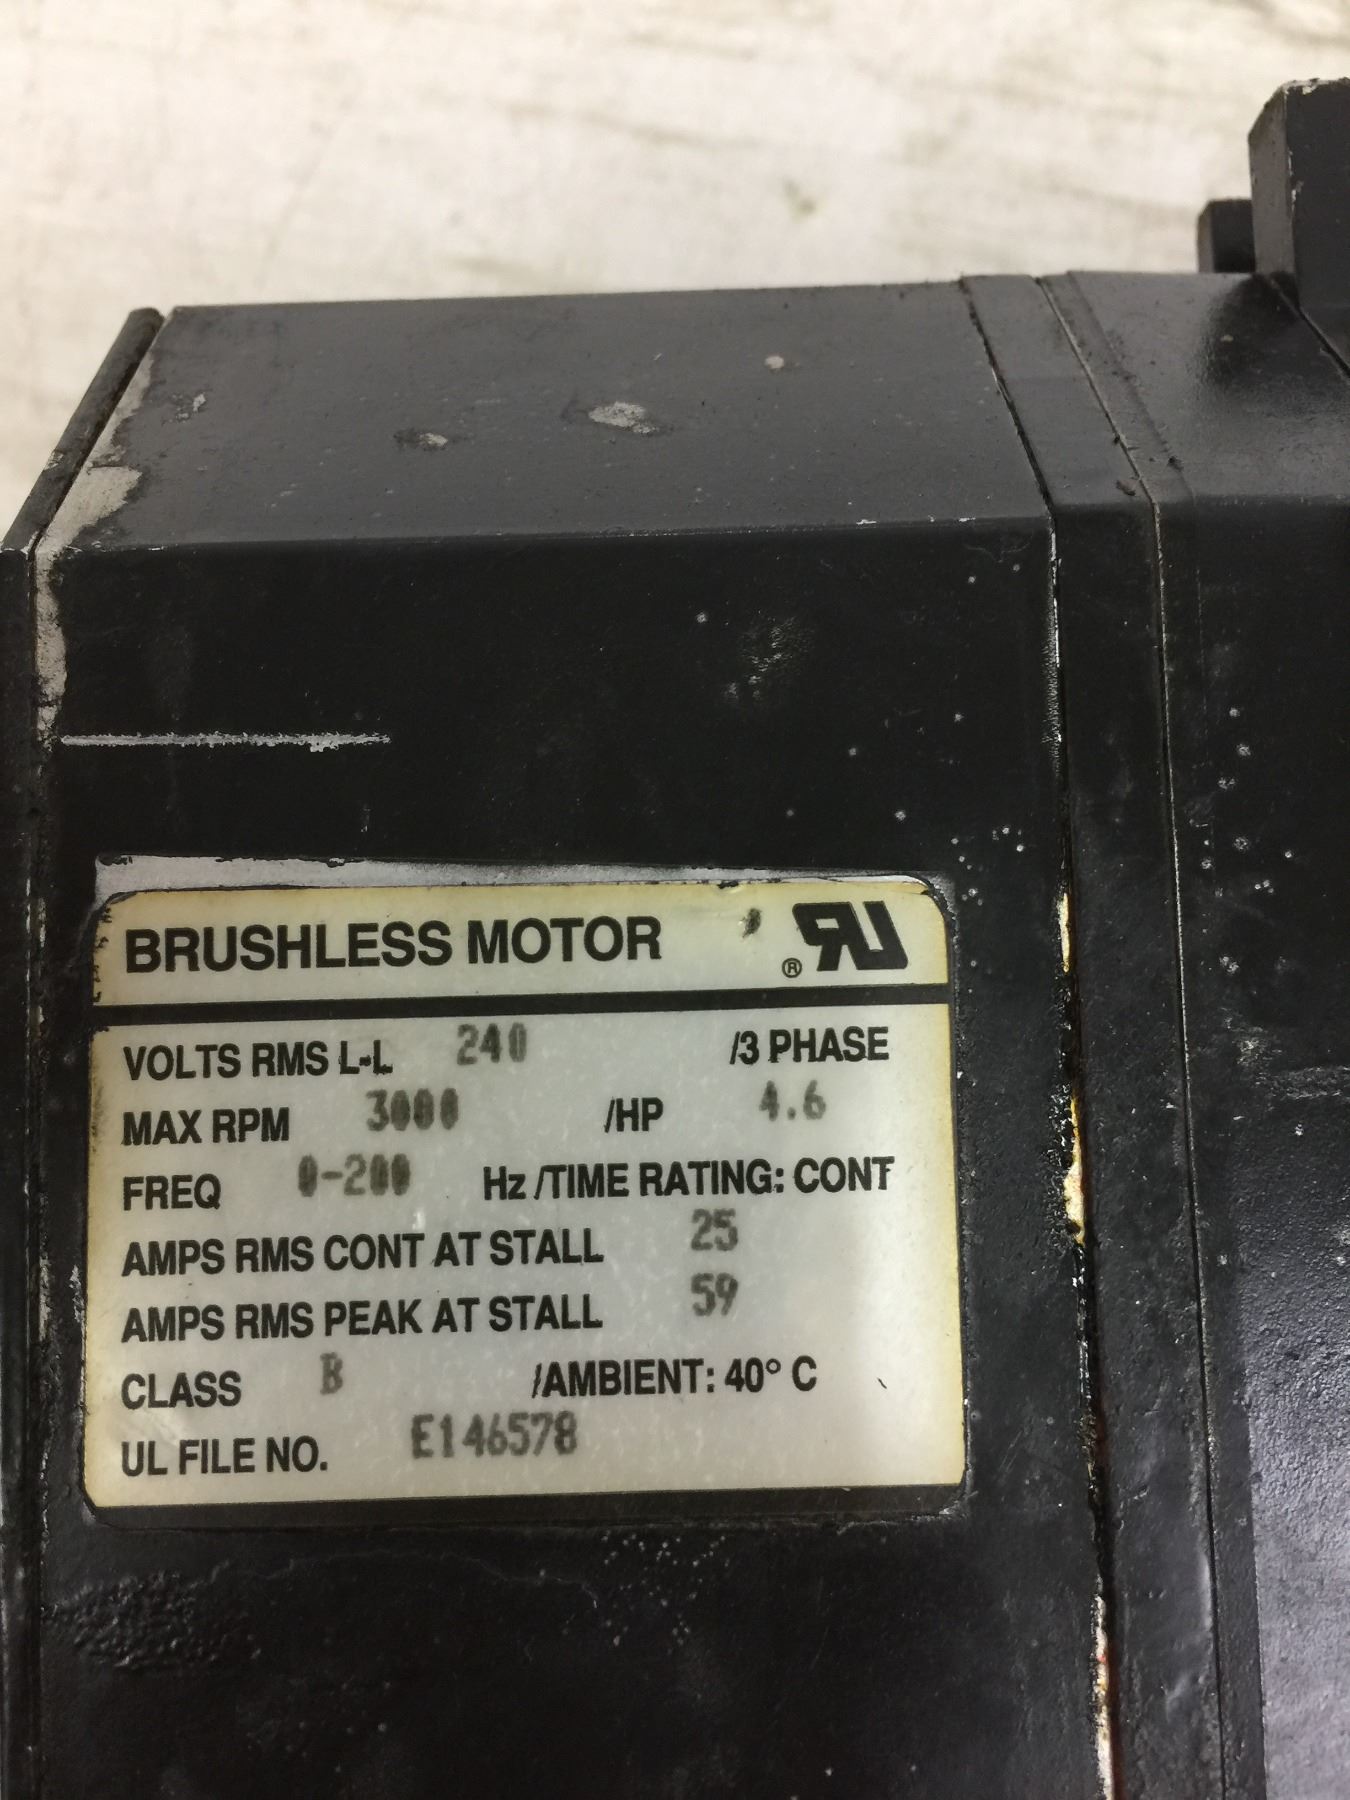 BRUSHLESS MOTOR ® RU
VOLTS RMS L-L 240 /3 PHASE
MAX RPM 3000 /HP 4.6
FREQ 0-200 Hz /TIME RATING: CONT
AMPS RMS CONT AT STALL 25
AMPS RMS PEAK AT STALL 59
CLASS B /AMBIENT: 40° C
UL FILE NO. E146578